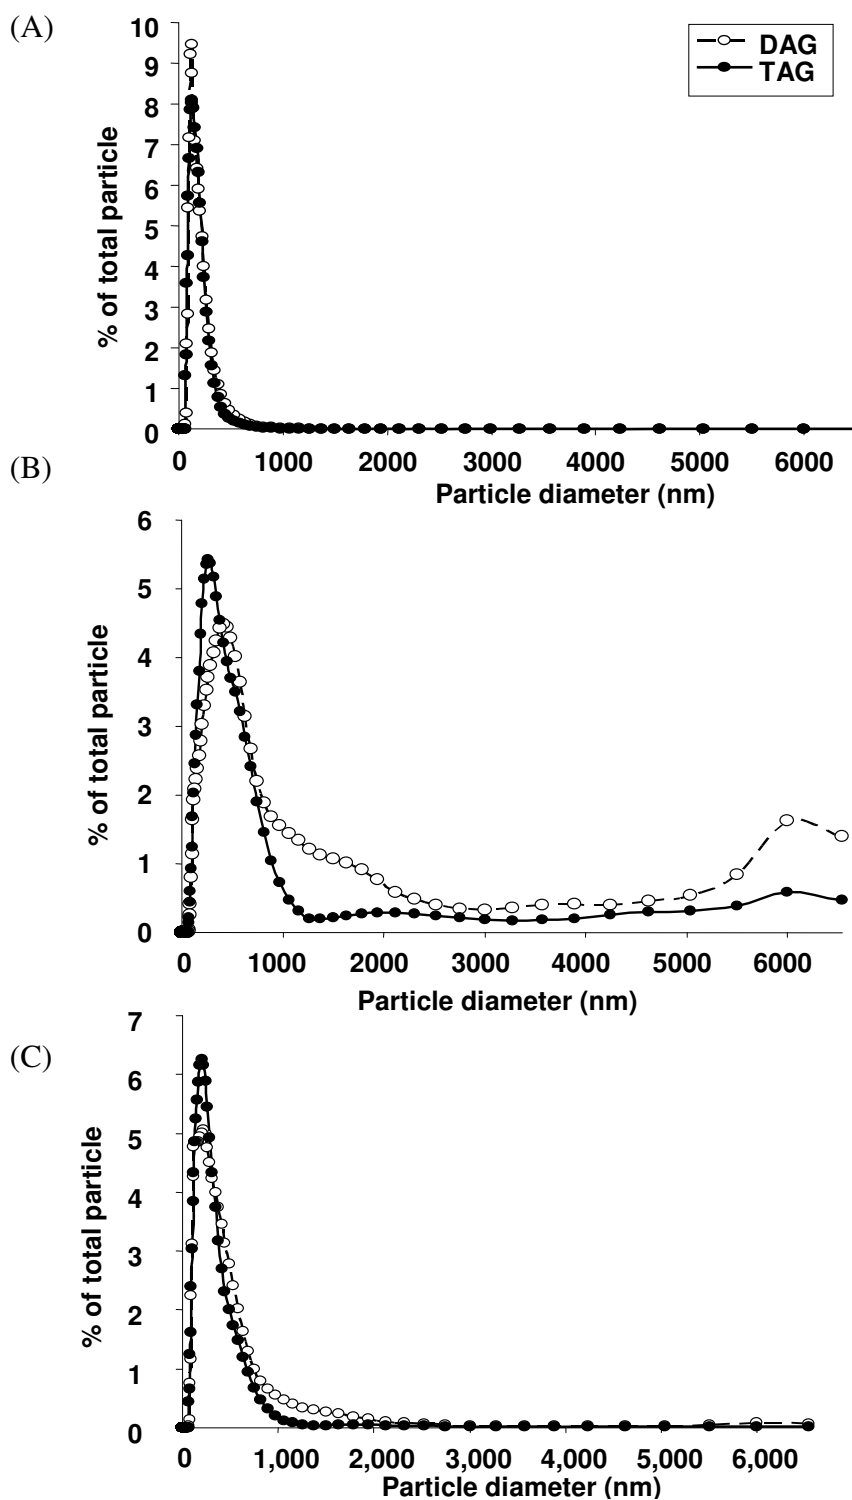 (A)
DAG
TAG
% of total particle
10
9
8
7
6
5
4
3
2
1
0
0 1000 2000 3000 4000 5000 6000
Particle diameter (nm)
(B)
% of total particle
6
5
4
3
2
1
0
0 1000 2000 3000 4000 5000 6000
Particle diameter (nm)
(C)
% of total particle
7
6
5
4
3
2
1
0
0 1,000 2,000 3,000 4,000 5,000 6,000
Particle diameter (nm)